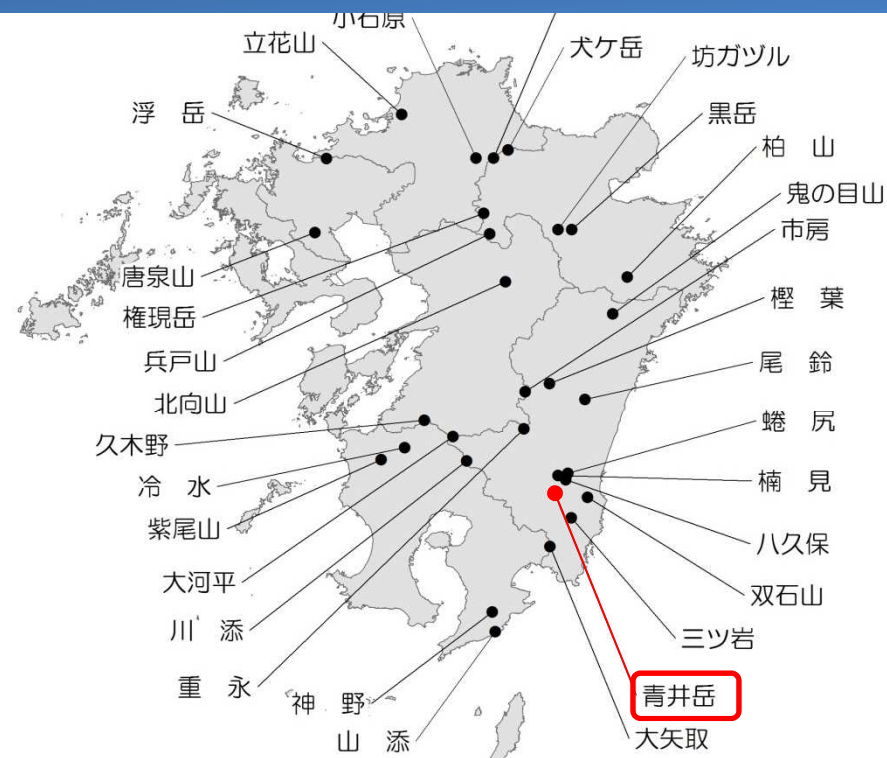 小石原
立花山
犬ケ岳
坊ガヅル
浮 岳
黒岳
柏 山
鬼の目山
市房
唐泉山
樫 葉
権現岳
兵戸山
尾 鈴
北向山
蜷 尻
久木野
楠 見
冷 水
紫尾山
八久保
大河平
双石山
川 添
三ツ岩
重 永
神 野
青井岳
山 添
大矢取